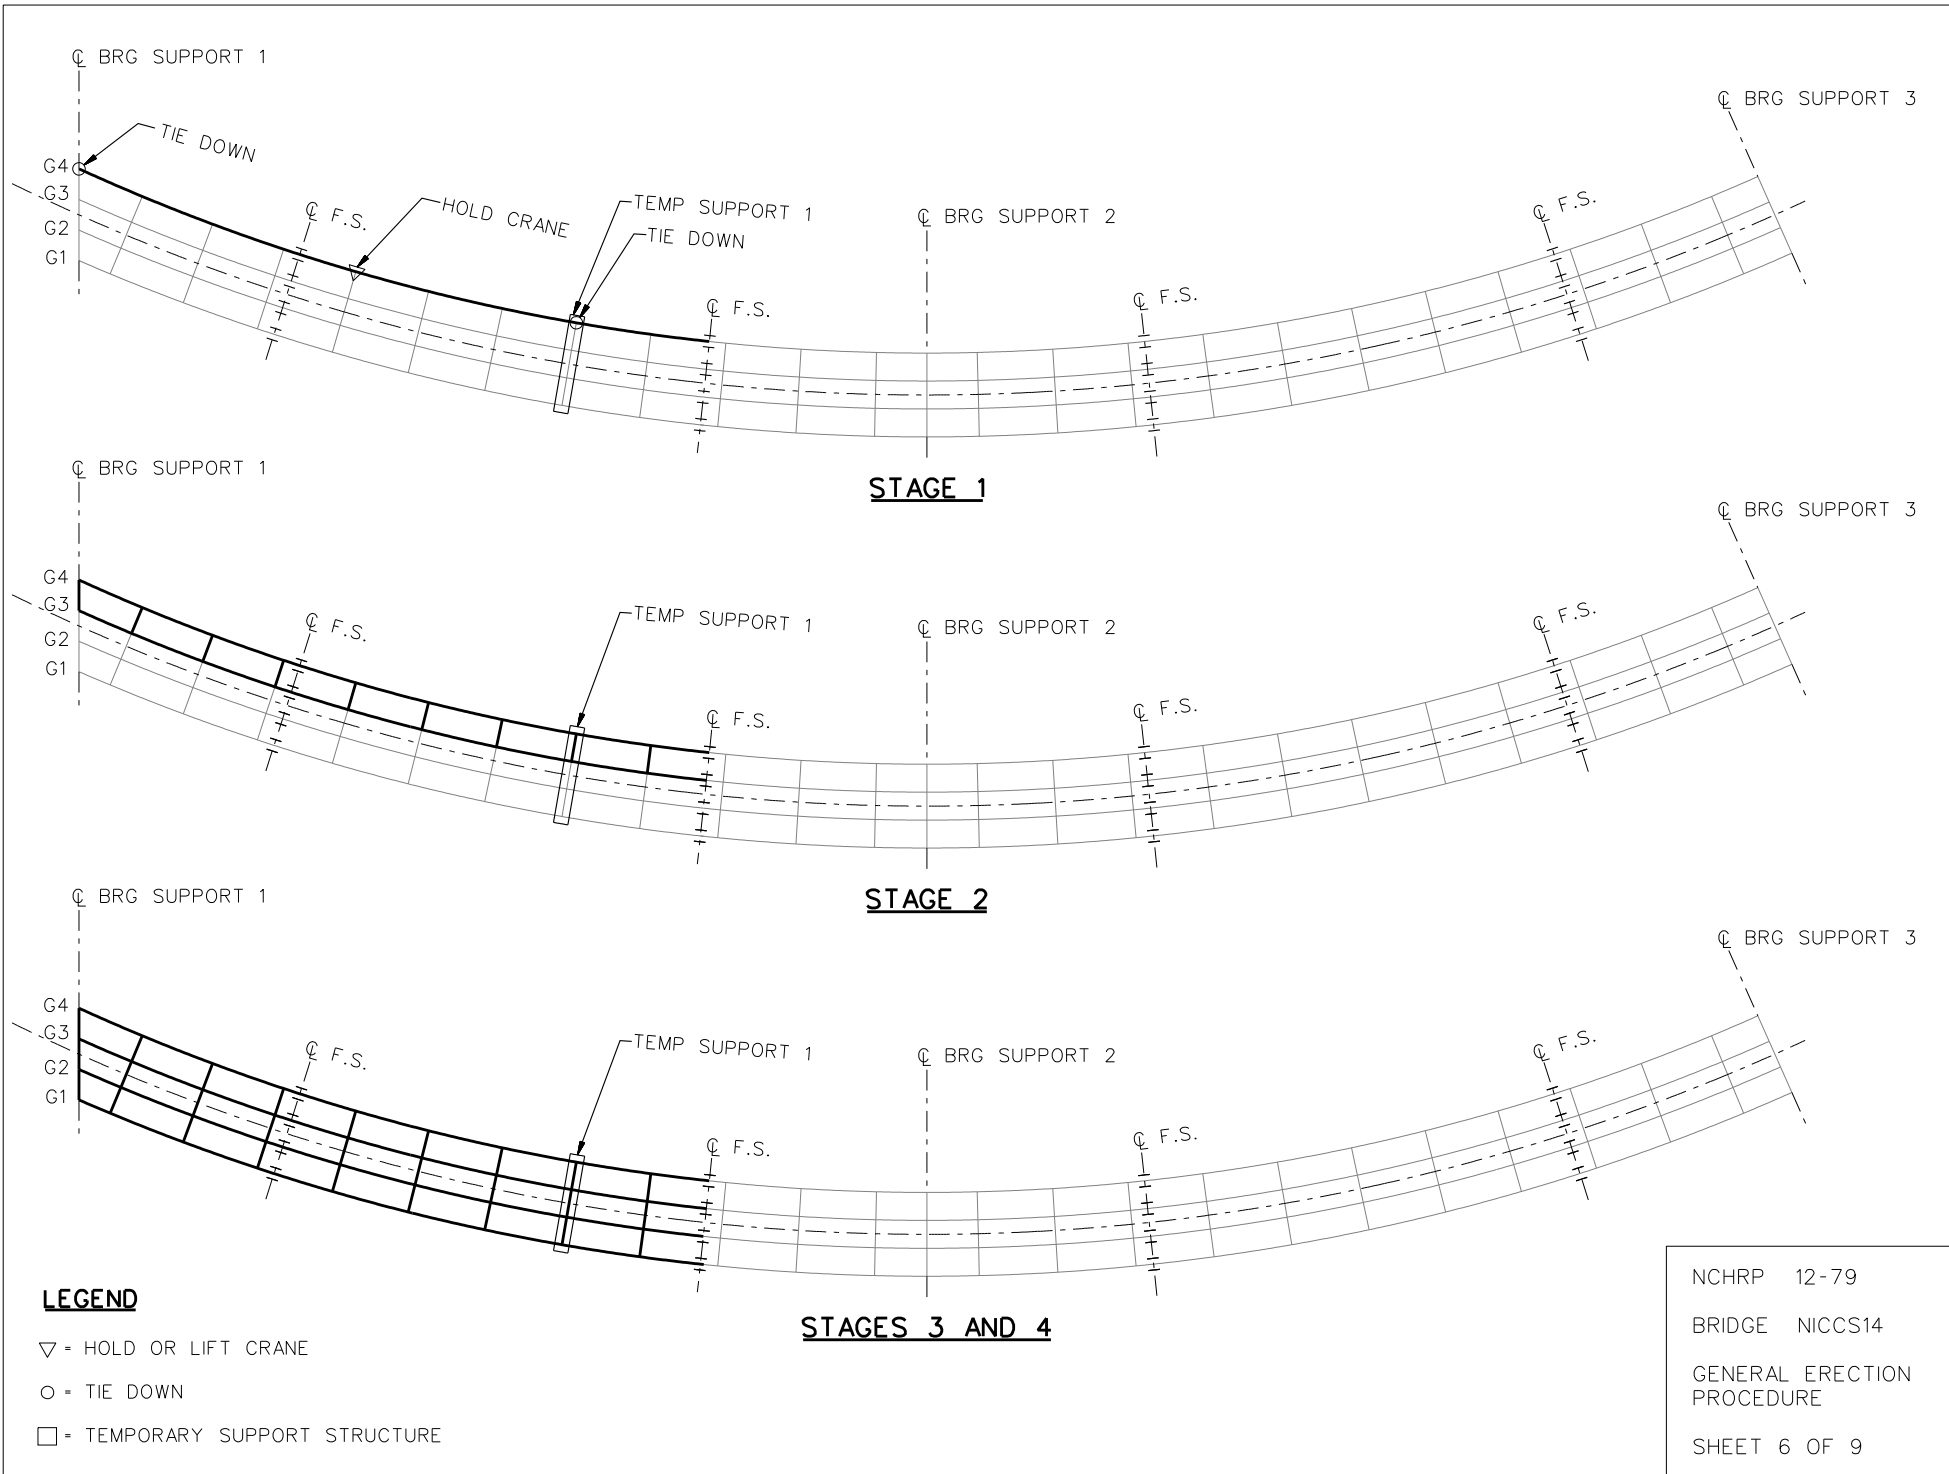 ℄ BRG SUPPORT 1
℄ BRG SUPPORT 3
TIE DOWN
G4
G3
G2
G1
℄ F.S.
HOLD CRANE
TEMP SUPPORT 1
TIE DOWN
℄ BRG SUPPORT 2
℄ F.S.
℄ F.S.
℄ F.S.
STAGE 1
℄ BRG SUPPORT 1
℄ BRG SUPPORT 3
G4
G3
G2
G1
℄ F.S.
TEMP SUPPORT 1
℄ BRG SUPPORT 2
℄ F.S.
℄ F.S.
℄ F.S.
STAGE 2
℄ BRG SUPPORT 1
℄ BRG SUPPORT 3
G4
G3
G2
G1
℄ F.S.
TEMP SUPPORT 1
℄ BRG SUPPORT 2
℄ F.S.
℄ F.S.
℄ F.S.
STAGES 3 AND 4
LEGEND
▽ = HOLD OR LIFT CRANE
○ = TIE DOWN
□ = TEMPORARY SUPPORT STRUCTURE
NCHRP 12-79
BRIDGE NICCS14
GENERAL ERECTION
PROCEDURE
SHEET 6 OF 9